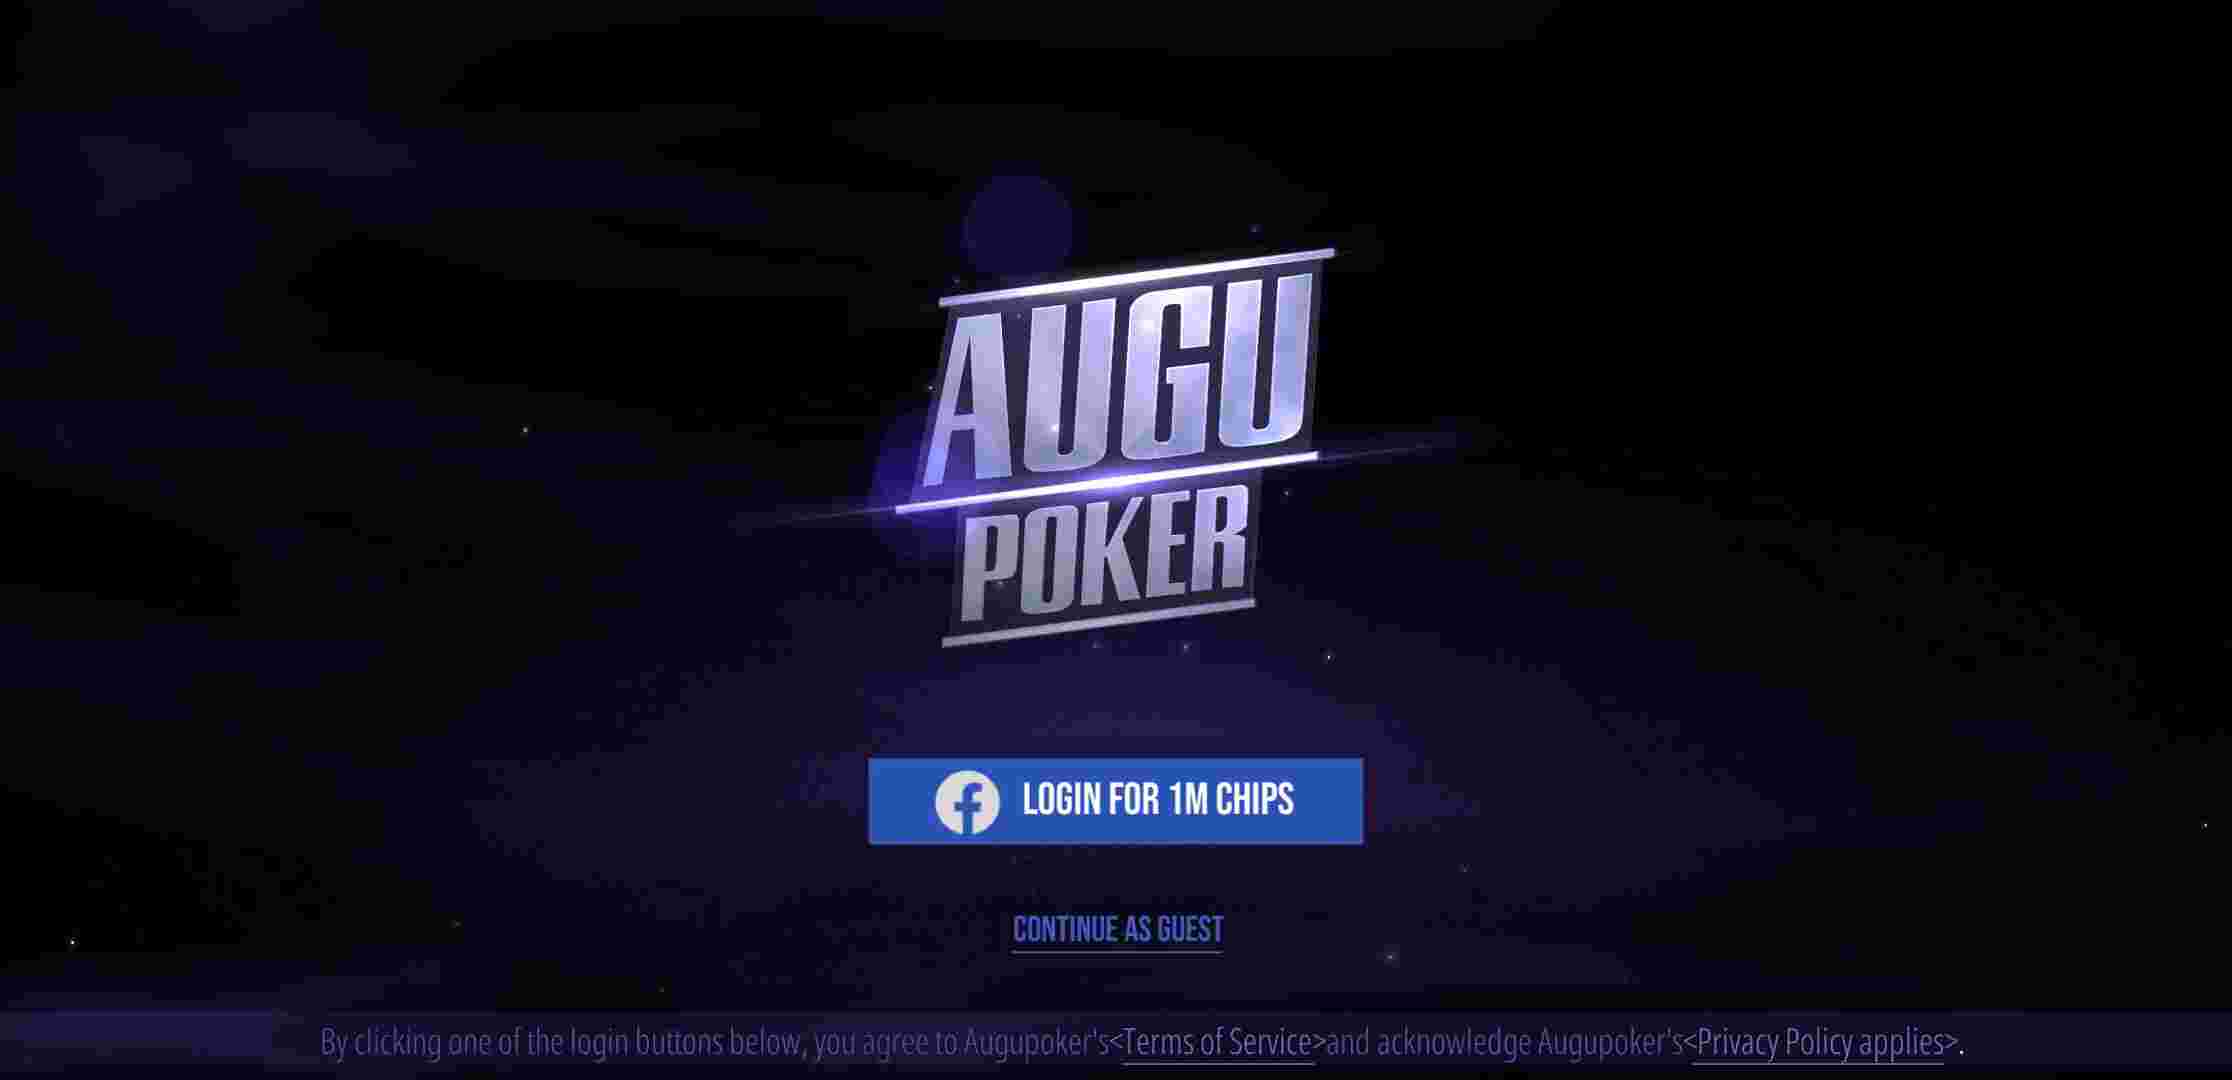 AUGU
POKER
LOGIN FOR 1M CHIPS
CONTINUE AS GUEST
By clicking one of the login buttons below, you agree to Augupoker's<Terms of Service>and acknowledge Augupoker's<Privacy Policy applies>.